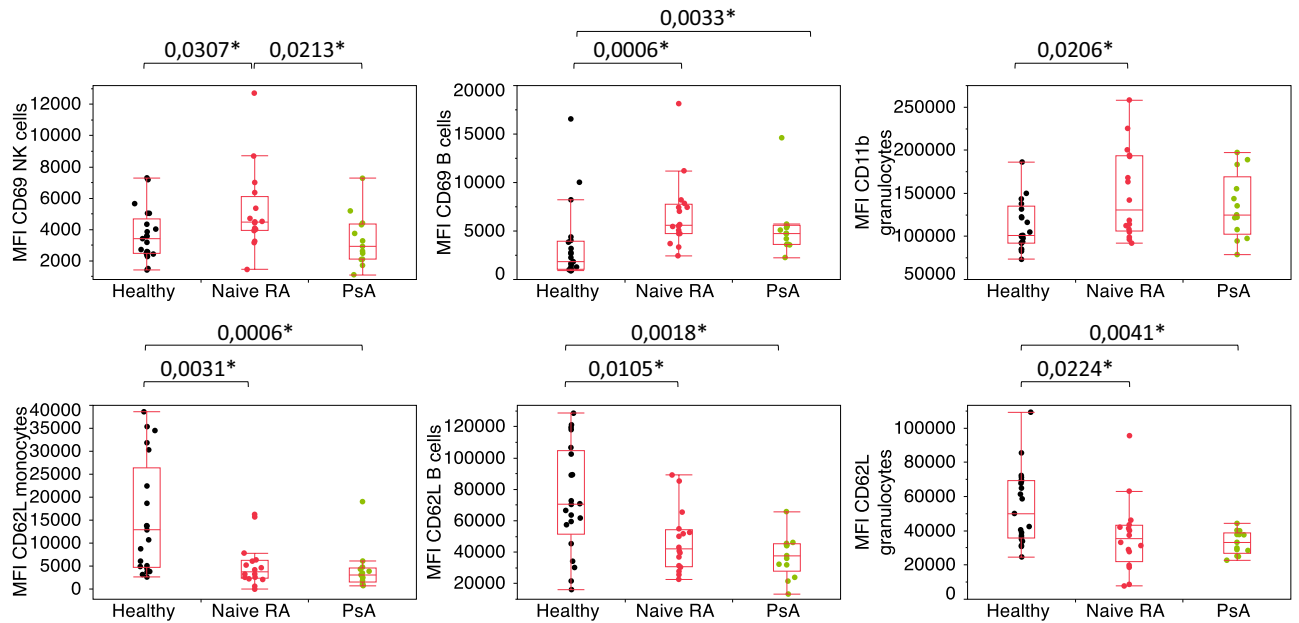 0,0307*
0,0213*
MFI CD69 NK cells
12000
10000
8000
6000
4000
2000
Healthy
Naive RA
PsA
0,0033*
0,0006*
MFI CD69 B cells
20000
15000
10000
5000
0
Healthy
Naive RA
PsA
0,0206*
MFI CD11b
granulocytes
250000
200000
150000
100000
50000
Healthy
Naive RA
PsA
0,0006*
0,0031*
MFI CD62L monocytes
40000
35000
30000
25000
20000
15000
10000
5000
0
Healthy
Naive RA
PsA
0,0018*
0,0105*
MFI CD62L B cells
120000
100000
80000
60000
40000
20000
Healthy
Naive RA
PsA
0,0041*
0,0224*
MFI CD62L
granulocytes
100000
80000
60000
40000
20000
0
Healthy
Naive RA
PsA